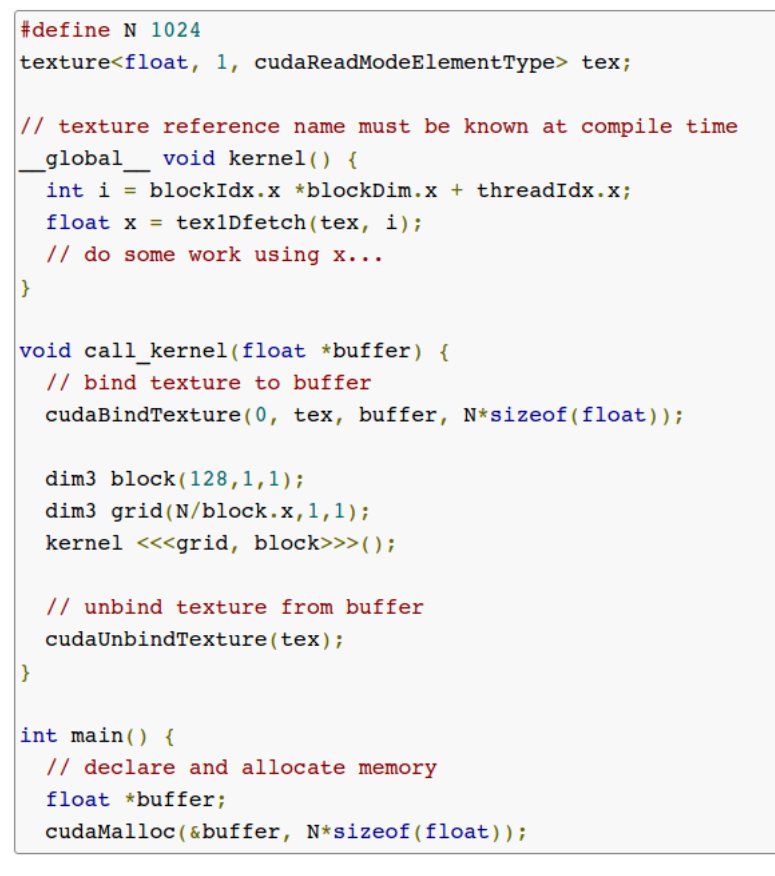 #define N 1024
texture<float, 1, cudaReadModeElementType> tex;
// texture reference name must be known at compile time
__global__ void kernel() {
int i = blockIdx.x *blockDim.x + threadIdx.x;
float x = tex1Dfetch(tex, i);
// do some work using x...
}
void call_kernel(float *buffer) {
// bind texture to buffer
cudaBindTexture(0, tex, buffer, N*sizeof(float));
dim3 block(128,1,1);
dim3 grid(N/block.x,1,1);
kernel <<<grid, block>>>();
// unbind texture from buffer
cudaUnbindTexture(tex);
}
int main() {
// declare and allocate memory
float *buffer;
cudaMalloc(&buffer, N*sizeof(float));